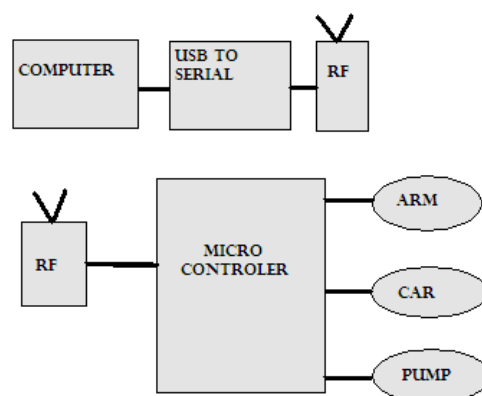 COMPUTER
USB TO
SERIAL
RF
RF
MICRO
CONTROLER
ARM
CAR
PUMP